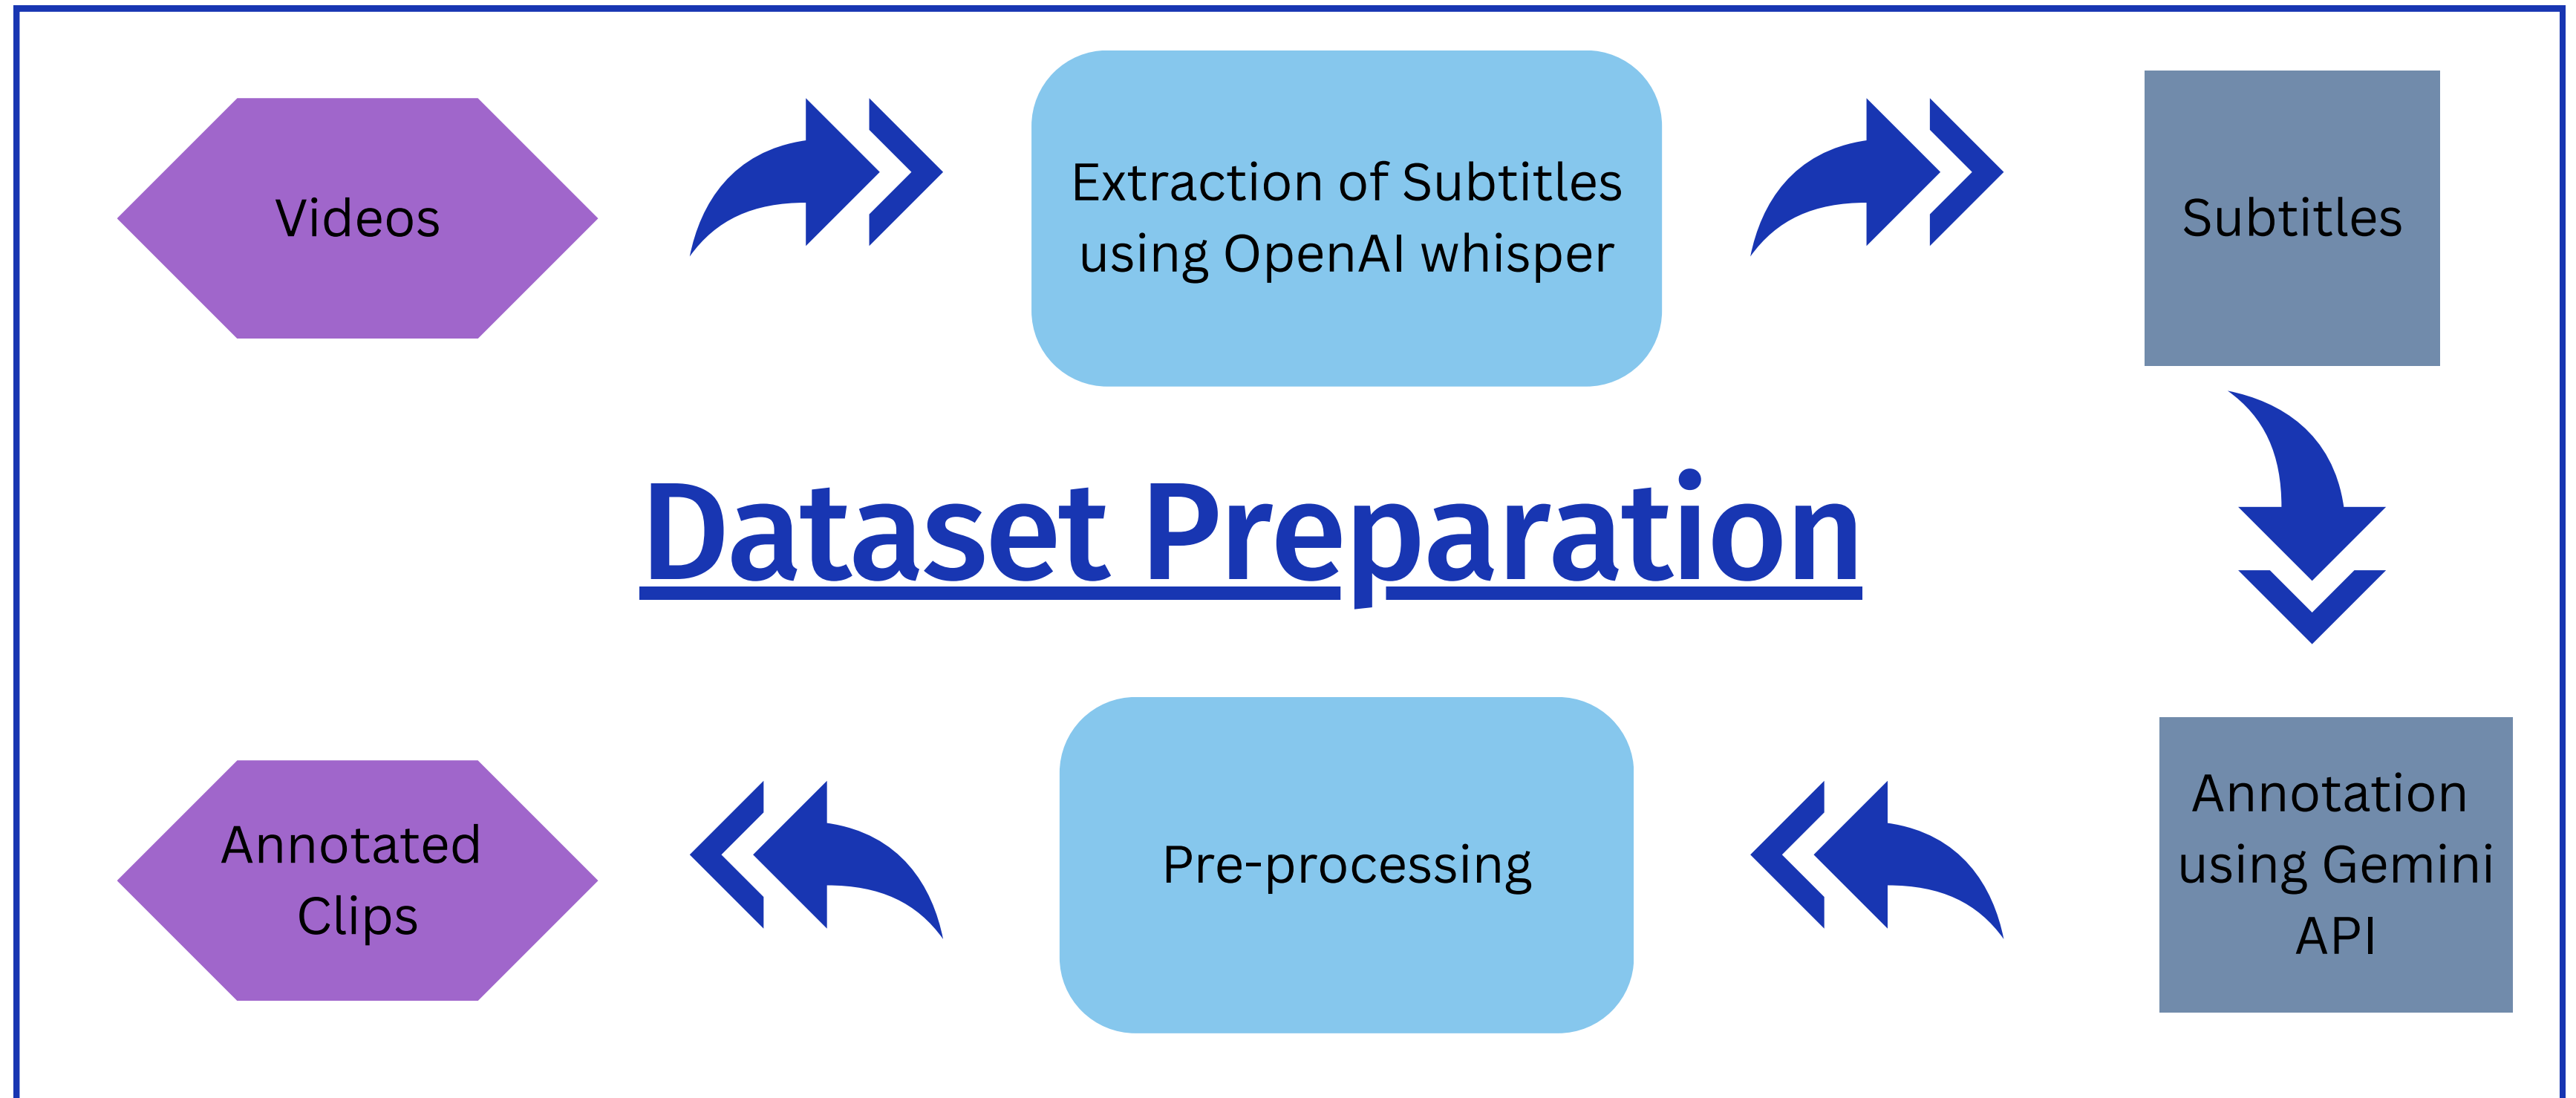 Videos
Extraction of Subtitles
using OpenAI whisper
Subtitles
Dataset Preparation
Annotation
using Gemini
API
Pre-processing
Annotated
Clips